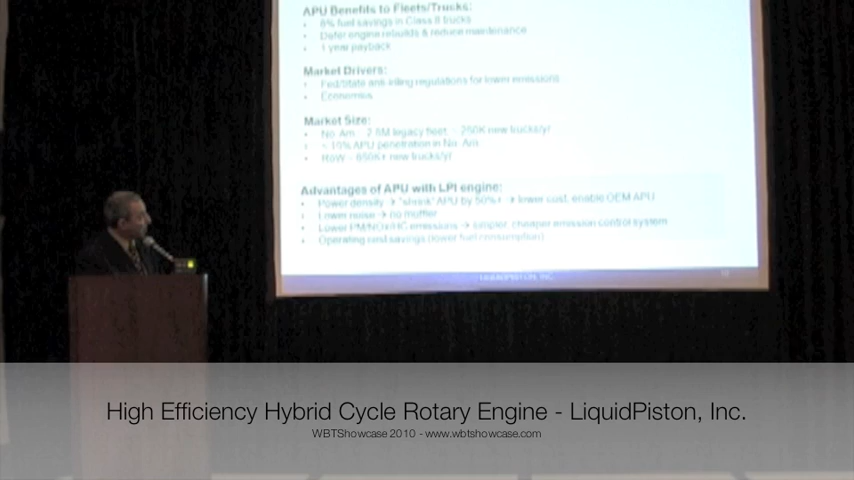 APU Benefits to Fleets/Trucks:
• 8% fuel savings in Class 8 trucks
• Defer engine rebuilds & reduce maintenance
• 1 year payback
Market Drivers:
• Fed/State anti-idling regulations for lower emissions
• Economics
Market Size:
• No. Am. - 2.5M legacy fleet, - 250K new trucks/yr
• < 10% APU penetration in No. Am.
• RoW - 850K+ new trucks/yr
Advantages of APU with LPI engine:
• Power density → "shrink" APU by 50%+ → lower cost, enable OEM APU
• Lower noise → no muffler
• Lower PM/NOx/HC emissions → simpler, cheaper emission control system
• Operating cost savings (lower fuel consumption)
LIQUIDPISTON, INC.
High Efficiency Hybrid Cycle Rotary Engine - LiquidPiston, Inc.
WBTShowcase 2010 - www.wbtshowcase.com